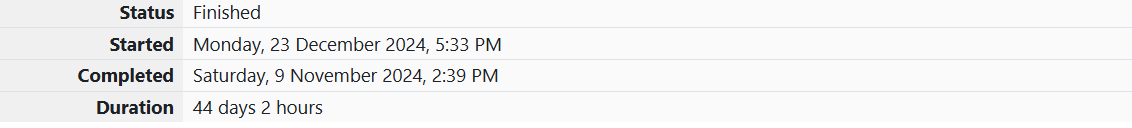 Status Finished
Started Monday, 23 December 2024, 5:33 PM
Completed Saturday, 9 November 2024, 2:39 PM
Duration 44 days 2 hours